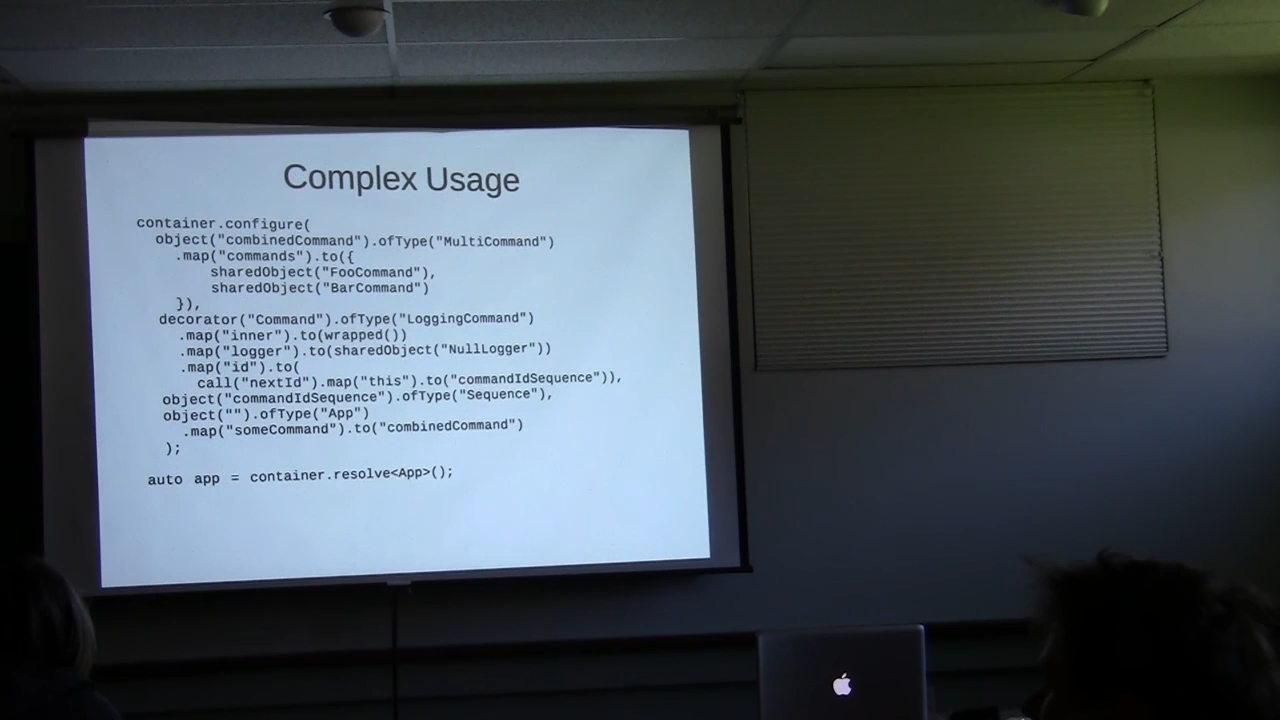 Complex Usage
container.configure(
object("combinedCommand").ofType("MultiCommand")
.map("commands").to({
sharedObject("FooCommand"),
sharedObject("BarCommand")
}),
decorator("Command").ofType("LoggingCommand")
.map("inner").to(wrapped())
.map("logger").to(sharedObject("NullLogger"))
.map("id").to(
call("nextId").map("this").to("commandIdSequence")),
object("commandIdSequence").ofType("Sequence"),
object("").ofType("App")
.map("someCommand").to("combinedCommand")
);
auto app = container.resolve<App>();